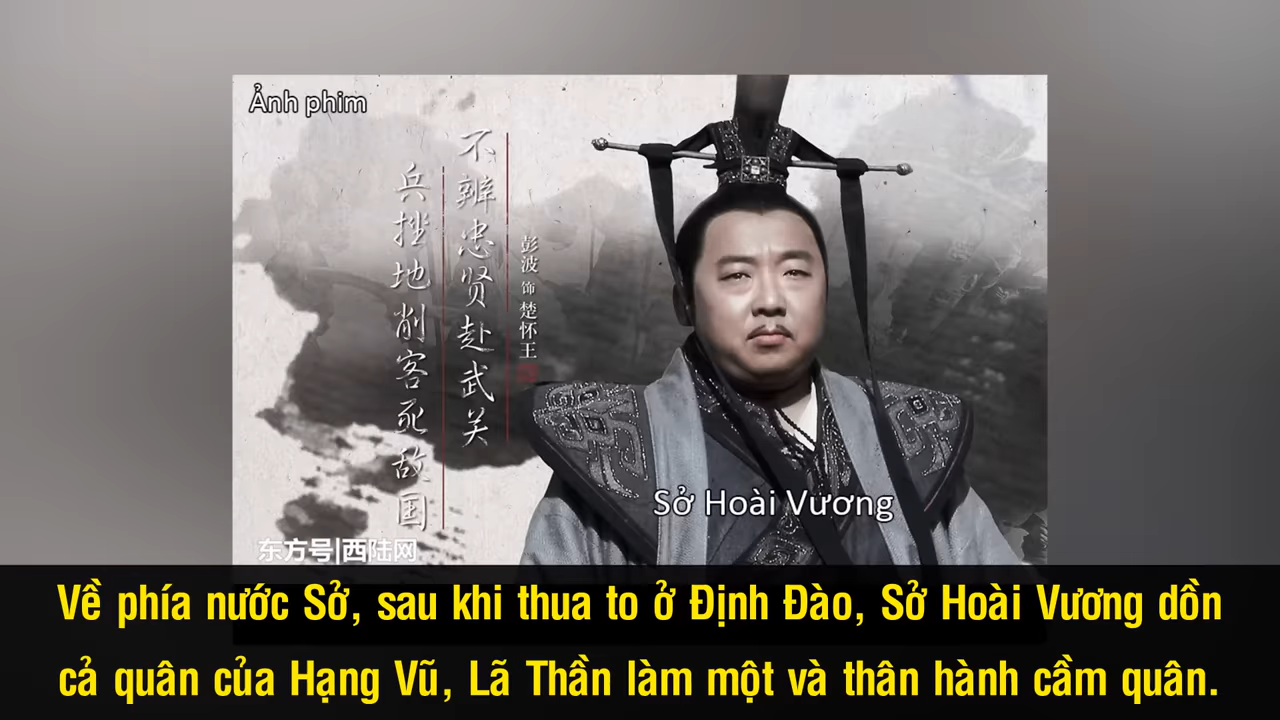 Ảnh phim
不辨忠贤赴武关
兵挫地削客死敌国
彭波 饰 楚怀王
Sở Hoài Vương
东方号|西陆网
Về phía nước Sở, sau khi thua to ở Định Đào, Sở Hoài Vương dồn
cả quân của Hạng Vũ, Lã Thần làm một và thân hành cầm quân.